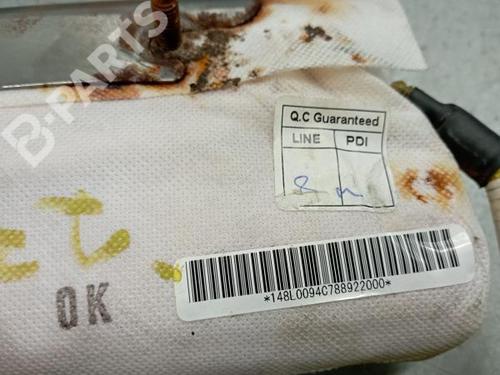 B-PARTS
Q.C Guaranteed
LINE PDI
OK
*148L0094C788922000*